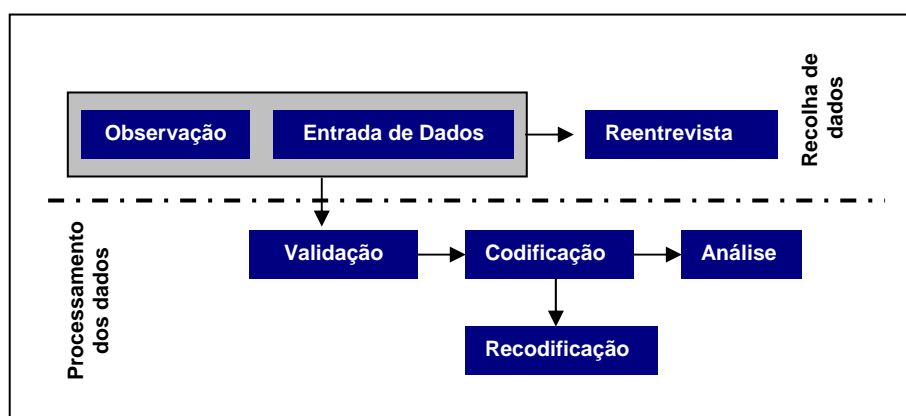 Observação
Entrada de Dados
Reentrevista
Recolha de
dados
Processamento
dos dados
Validação
Codificação
Análise
Recodificação